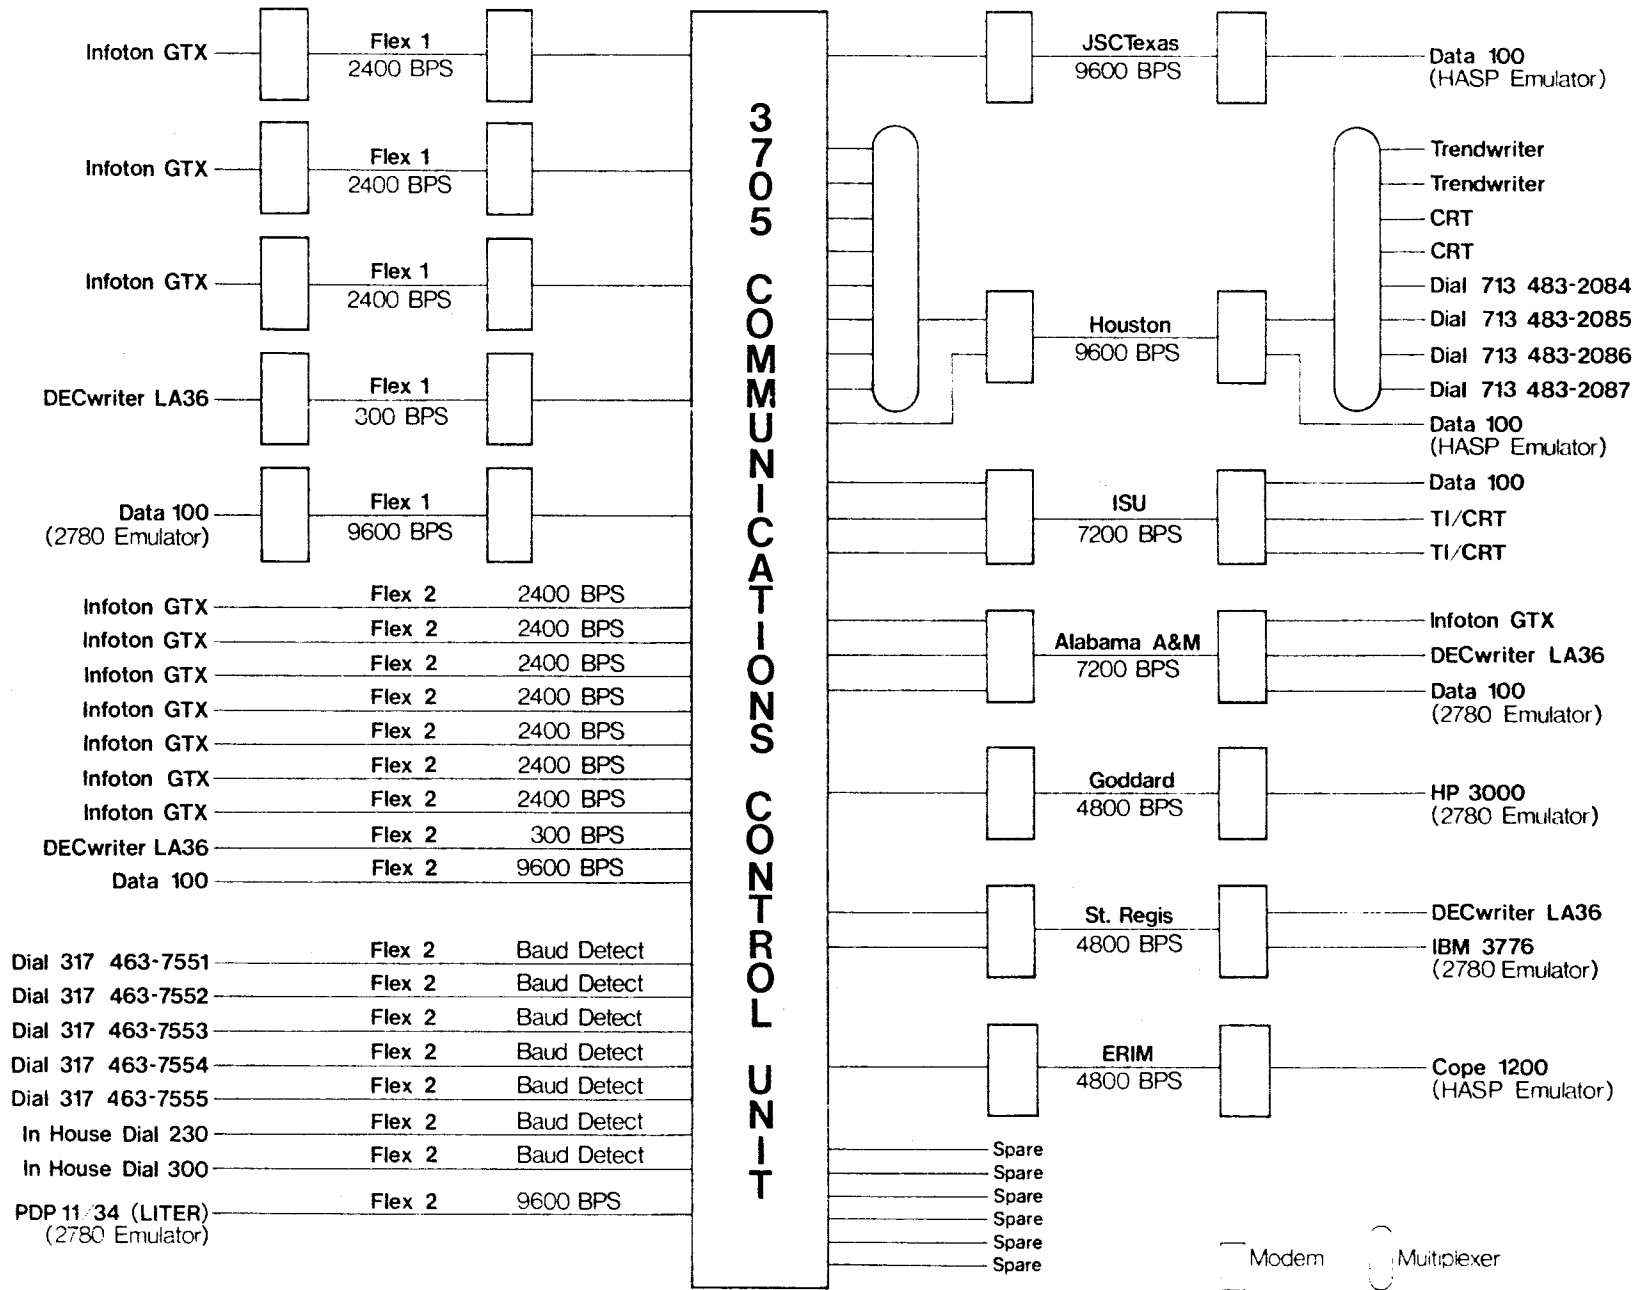 Infoton GTX
Flex 1
2400 BPS
Infoton GTX
Flex 1
2400 BPS
Infoton GTX
Flex 1
2400 BPS
DECwriter LA36
Flex 1
300 BPS
Data 100
(2780 Emulator)
Flex 1
9600 BPS
Infoton GTX Flex 2 2400 BPS
Infoton GTX Flex 2 2400 BPS
Infoton GTX Flex 2 2400 BPS
Infoton GTX Flex 2 2400 BPS
Infoton GTX Flex 2 2400 BPS
Infoton GTX Flex 2 2400 BPS
Infoton GTX Flex 2 2400 BPS
DECwriter LA36 Flex 2 300 BPS
Data 100 Flex 2 9600 BPS
Dial 317 463-7551 Flex 2 Baud Detect
Dial 317 463-7552 Flex 2 Baud Detect
Dial 317 463-7553 Flex 2 Baud Detect
Dial 317 463-7554 Flex 2 Baud Detect
Dial 317 463-7555 Flex 2 Baud Detect
In House Dial 230 Flex 2 Baud Detect
In House Dial 300 Flex 2 Baud Detect
PDP 11/34 (LITER) Flex 2 9600 BPS
(2780 Emulator)
3705 COMMUNICATIONS CONTROL UNIT
JSCTexas
9600 BPS
Data 100
(HASP Emulator)
Trendwriter
Trendwriter
CRT
CRT
Dial 713 483-2084
Dial 713 483-2085
Dial 713 483-2086
Dial 713 483-2087
Houston
9600 BPS
Data 100
(HASP Emulator)
ISU
7200 BPS
Data 100
TI/CRT
TI/CRT
Alabama A&M
7200 BPS
Infoton GTX
DECwriter LA36
Data 100
(2780 Emulator)
Goddard
4800 BPS
HP 3000
(2780 Emulator)
St. Regis
4800 BPS
DECwriter LA36
IBM 3776
(2780 Emulator)
ERIM
4800 BPS
Cope 1200
(HASP Emulator)
Spare
Spare
Spare
Spare
Spare
Spare
Modem
Multiplexer